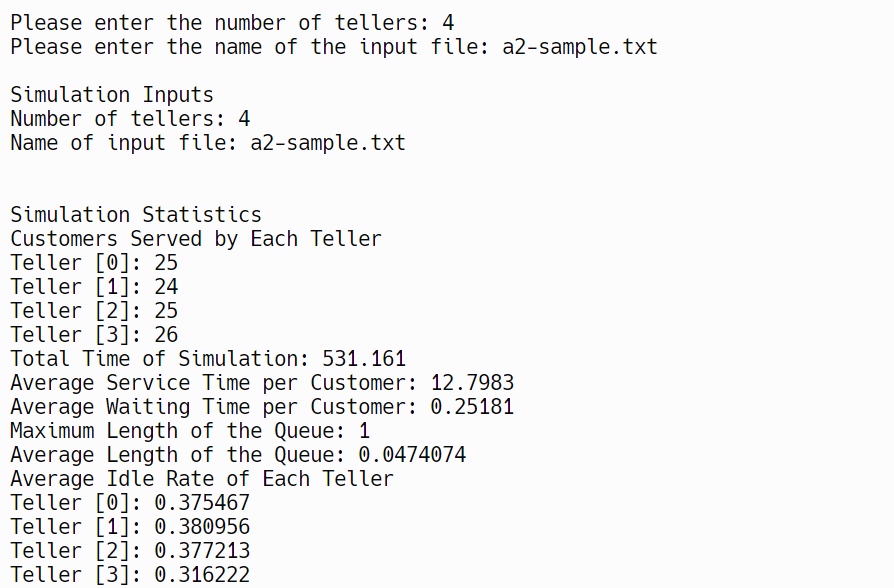 Please enter the number of tellers: 4
Please enter the name of the input file: a2-sample.txt
Simulation Inputs
Number of tellers: 4
Name of input file: a2-sample.txt
Simulation Statistics
Customers Served by Each Teller
Teller [0]: 25
Teller [1]: 24
Teller [2]: 25
Teller [3]: 26
Total Time of Simulation: 531.161
Average Service Time per Customer: 12.7983
Average Waiting Time per Customer: 0.25181
Maximum Length of the Queue: 1
Average Length of the Queue: 0.0474074
Average Idle Rate of Each Teller
Teller [0]: 0.375467
Teller [1]: 0.380956
Teller [2]: 0.377213
Teller [3]: 0.316222